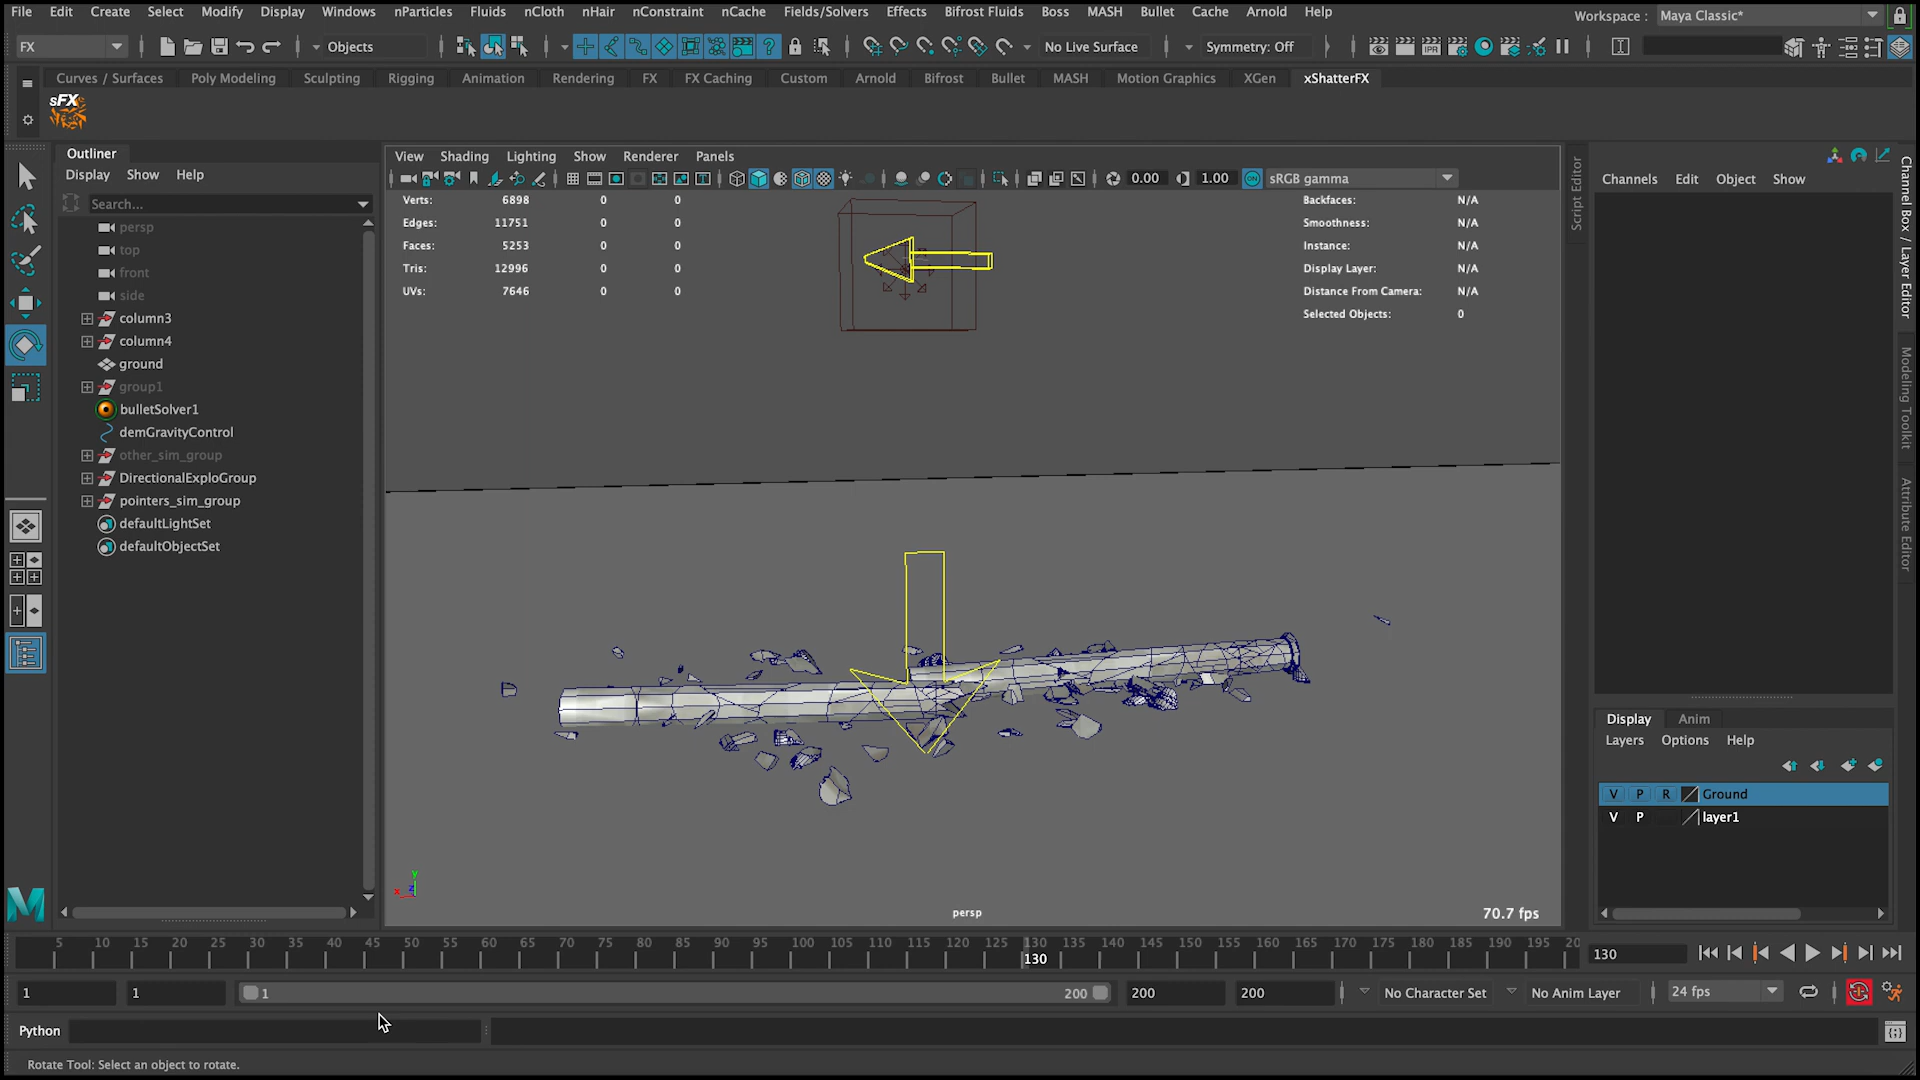 File Edit Create Select Modify Display Windows nParticles Fluids nCloth nHair nConstraint nCache Fields/Solvers Effects Bifrost Fluids Boss MASH Bullet Cache Arnold Help Workspace : Maya Classic*
FX Objects No Live Surface Symmetry: Off
Curves / Surfaces Poly Modeling Sculpting Rigging Animation Rendering FX FX Caching Custom Arnold Bifrost Bullet MASH Motion Graphics XGen xShatterFX
sFX
Outliner
Display Show Help
Search...
persp
top
front
side
column3
column4
ground
group1
bulletSolver1
demGravityControl
other_sim_group
DirectionalExploGroup
pointers_sim_group
defaultLightSet
defaultObjectSet
View Shading Lighting Show Renderer Panels
0.00 1.00 sRGB gamma
Verts: 6898 0 0
Edges: 11751 0 0
Faces: 5253 0 0
Tris: 12996 0 0
UVs: 7646 0 0
Backfaces: N/A
Smoothness: N/A
Instance: N/A
Display Layer: N/A
Distance From Camera: N/A
Selected Objects: 0
y
x z
persp
70.7 fps
Script Editor
Channels Edit Object Show
Channel Box / Layer Editor
Modeling Toolkit
Attribute Editor
Display Anim
Layers Options Help
V P R Ground
V P layer1
5 10 15 20 25 30 35 40 45 50 55 60 65 70 75 80 85 90 95 100 105 110 115 120 125 130 135 140 145 150 155 160 165 170 175 180 185 190 195 20
130
130
1 1 1 200 200 200 No Character Set No Anim Layer 24 fps
Python
Rotate Tool: Select an object to rotate.